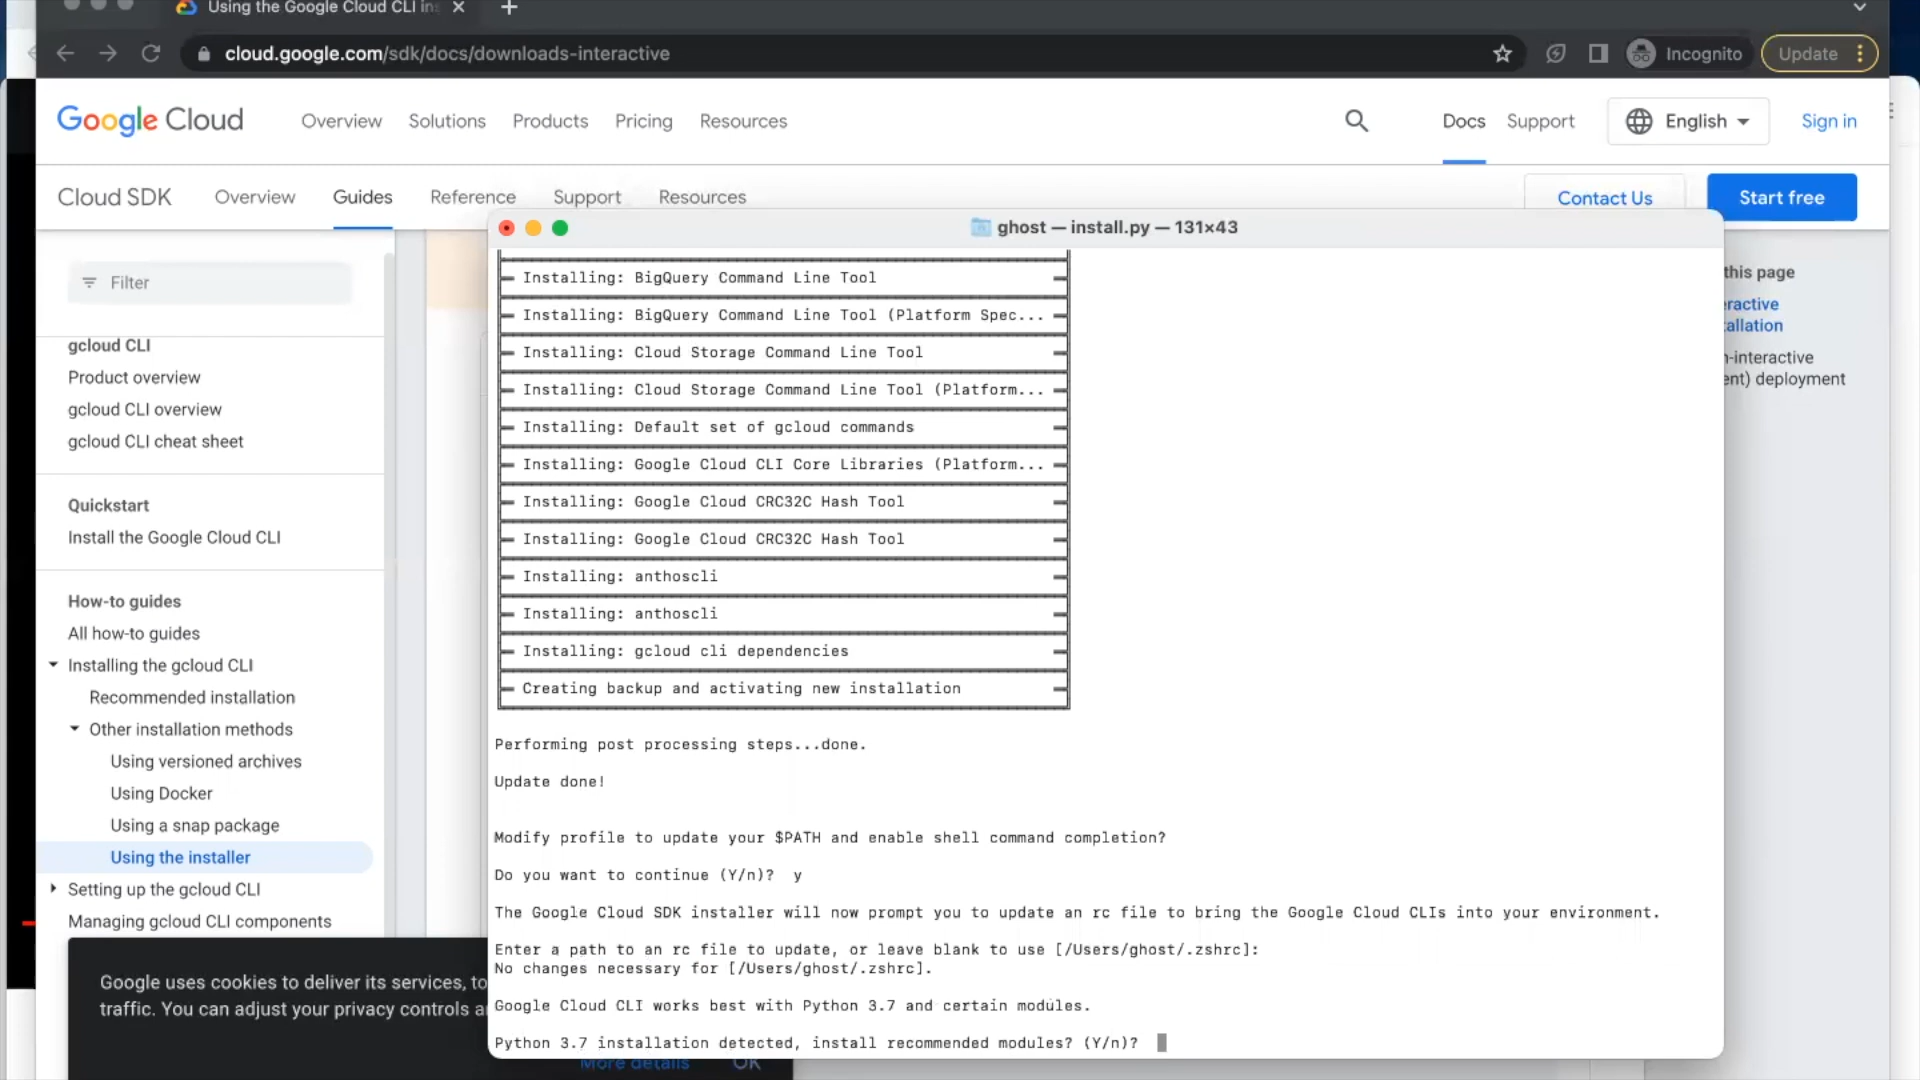 Using the Google Cloud CLI in
cloud.google.com/sdk/docs/downloads-interactive
Incognito
Update
Google Cloud
Overview
Solutions
Products
Pricing
Resources
Docs
Support
English
Sign in
Cloud SDK
Overview
Guides
Reference
Support
Resources
Contact Us
Start free
Filter
gcloud CLI
Product overview
gcloud CLI overview
gcloud CLI cheat sheet
Quickstart
Install the Google Cloud CLI
How-to guides
All how-to guides
Installing the gcloud CLI
Recommended installation
Other installation methods
Using versioned archives
Using Docker
Using a snap package
Using the installer
Setting up the gcloud CLI
Managing gcloud CLI components
Google uses cookies to deliver its services, to
traffic. You can adjust your privacy controls a
More details
OK
ghost — install.py — 131×43
Installing: BigQuery Command Line Tool
Installing: BigQuery Command Line Tool (Platform Spec...
Installing: Cloud Storage Command Line Tool
Installing: Cloud Storage Command Line Tool (Platform...
Installing: Default set of gcloud commands
Installing: Google Cloud CLI Core Libraries (Platform...
Installing: Google Cloud CRC32C Hash Tool
Installing: Google Cloud CRC32C Hash Tool
Installing: anthoscli
Installing: anthoscli
Installing: gcloud cli dependencies
Creating backup and activating new installation
Performing post processing steps...done.
Update done!
Modify profile to update your $PATH and enable shell command completion?
Do you want to continue (Y/n)?  y
The Google Cloud SDK installer will now prompt you to update an rc file to bring the Google Cloud CLIs into your environment.
Enter a path to an rc file to update, or leave blank to use [/Users/ghost/.zshrc]:
No changes necessary for [/Users/ghost/.zshrc].
Google Cloud CLI works best with Python 3.7 and certain modules.
Python 3.7 installation detected, install recommended modules? (Y/n)?
this page
eractive
allation
n-interactive
ent) deployment